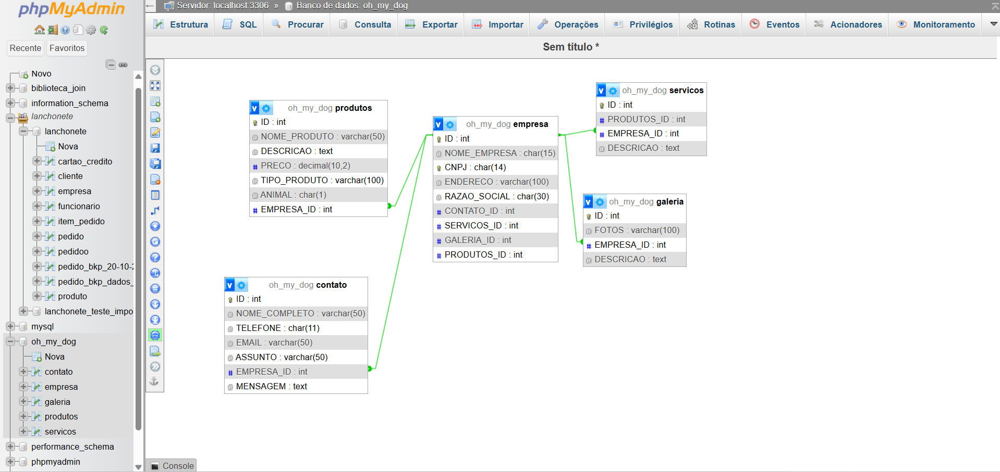 phpMyAdmin
Recente Favoritos
Novo
biblioteca_join
information_schema
lanchonete
lanchonete
Nova
cartao_credito
cliente
empresa
funcionario
item_pedido
pedido
pedidoo
pedido_bkp_20-10-2
pedido_bkp_dados_
produto
lanchonete_teste_impo
mysql
oh_my_dog
Nova
contato
empresa
galeria
produtos
servicos
performance_schema
phpmyadmin
Servidor: localhost:3306 » Banco de dados: oh_my_dog
Estrutura SQL Procurar Consulta Exportar Importar Operações Privilégios Rotinas Eventos Acionadores Monitoramento
Sem título *
v oh_my_dog produtos
ID : int
NOME_PRODUTO : varchar(50)
DESCRICAO : text
# PRECO : decimal(10,2)
TIPO_PRODUTO : varchar(100)
ANIMAL : char(1)
# EMPRESA_ID : int
v oh_my_dog contato
ID : int
NOME_COMPLETO : varchar(50)
TELEFONE : char(11)
EMAIL : varchar(50)
ASSUNTO : varchar(50)
# EMPRESA_ID : int
MENSAGEM : text
v oh_my_dog empresa
ID : int
NOME_EMPRESA : char(15)
CNPJ : char(14)
ENDERECO : varchar(100)
RAZAO_SOCIAL : char(30)
# CONTATO_ID : int
# SERVICOS_ID : int
# GALERIA_ID : int
# PRODUTOS_ID : int
v oh_my_dog servicos
ID : int
# PRODUTOS_ID : int
# EMPRESA_ID : int
DESCRICAO : text
v oh_my_dog galeria
ID : int
FOTOS : varchar(100)
# EMPRESA_ID : int
DESCRICAO : text
Console